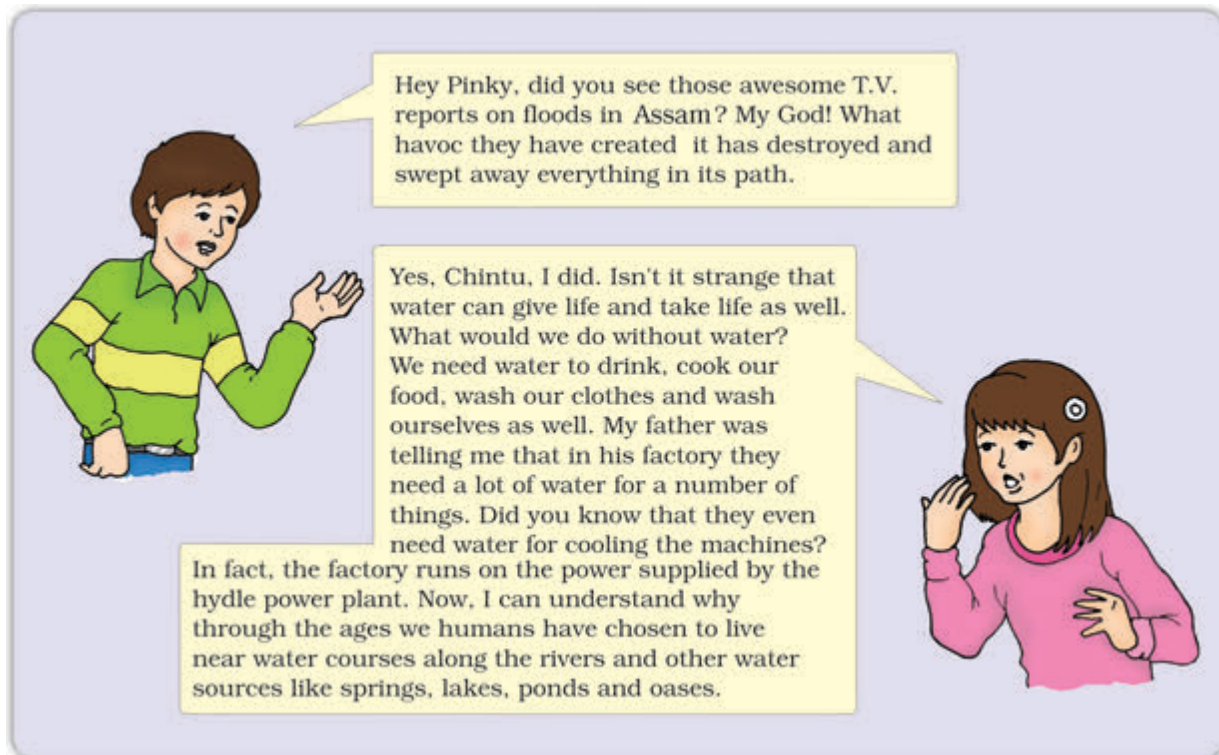 Hey Pinky, did you see those awesome T.V.
reports on floods in Assam? My God! What
havoc they have created it has destroyed and
swept away everything in its path.
Yes, Chintu, I did. Isn't it strange that
water can give life and take life as well.
What would we do without water?
We need water to drink, cook our
food, wash our clothes and wash
ourselves as well. My father was
telling me that in his factory they
need a lot of water for a number of
things. Did you know that they even
need water for cooling the machines?
In fact, the factory runs on the power supplied by the
hydle power plant. Now, I can understand why
through the ages we humans have chosen to live
near water courses along the rivers and other water
sources like springs, lakes, ponds and oases.